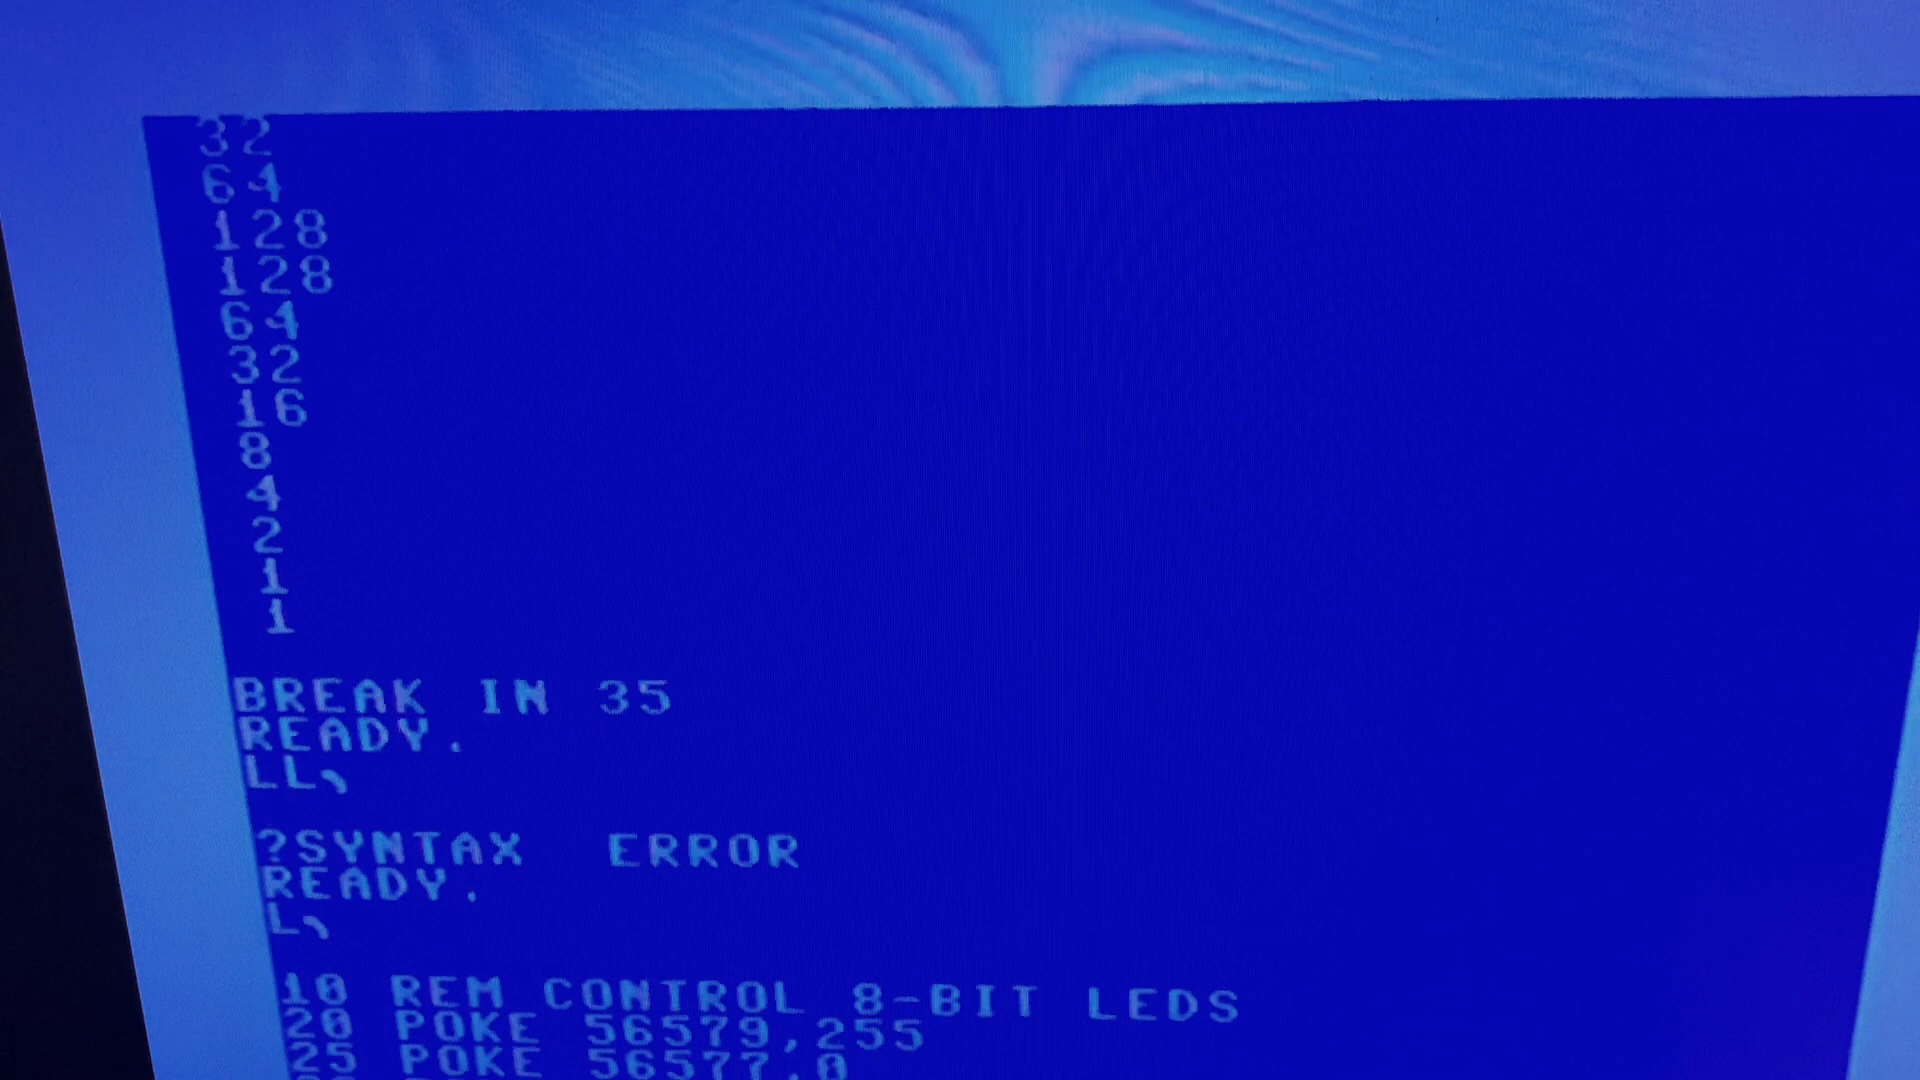 32
64
128
128
64
32
16
8
4
2
1
1
BREAK IN 35
READY.
LL╮
?SYNTAX  ERROR
READY.
L╮
10 REM CONTROL 8-BIT LEDS
20 POKE 56579,255
25 POKE 56577,0